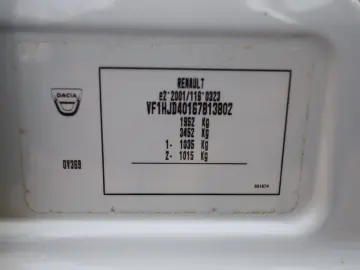 RENAULT
e2*2001/116*0323
VF1HJD40167813802
1952 Kg
3452 Kg
1- 1035 Kg
2- 1015 Kg
DACIA
OV369